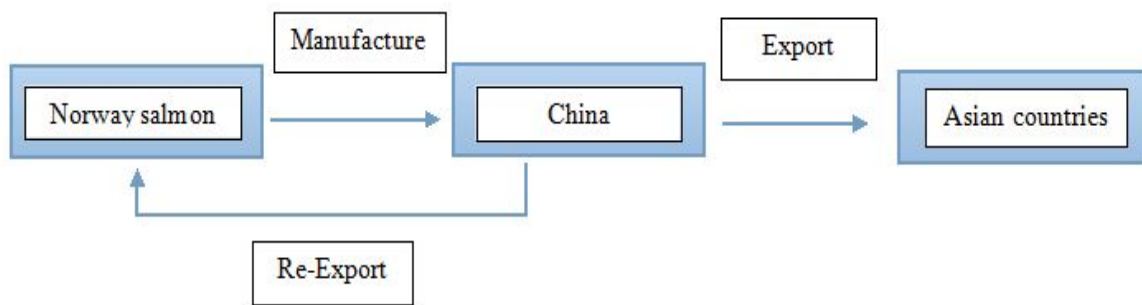 Manufacture
Export
Norway salmon
China
Asian countries
Re-Export